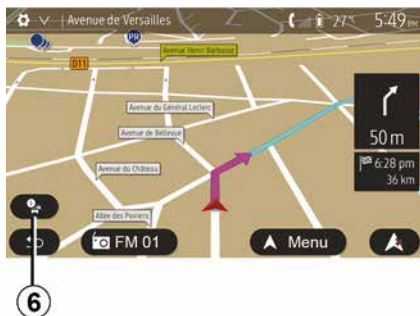 Avenue de Versailles
27°
5:49 PM
PR
Avenue Henri Barbusse
D11
Avenue du Général Leclerc
Avenue de Bellevue
50 m
Avenue du Château
6:28 pm
36 km
Allée des Poiriers
FM 01
Menu
6